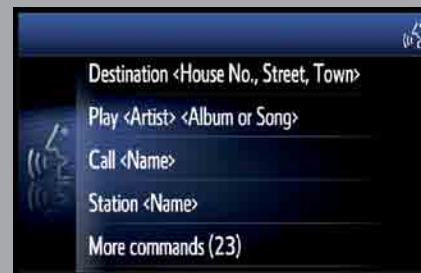 Destination <House No., Street, Town>
Play <Artist> <Album or Song>
Call <Name>
Station <Name>
More commands (23)